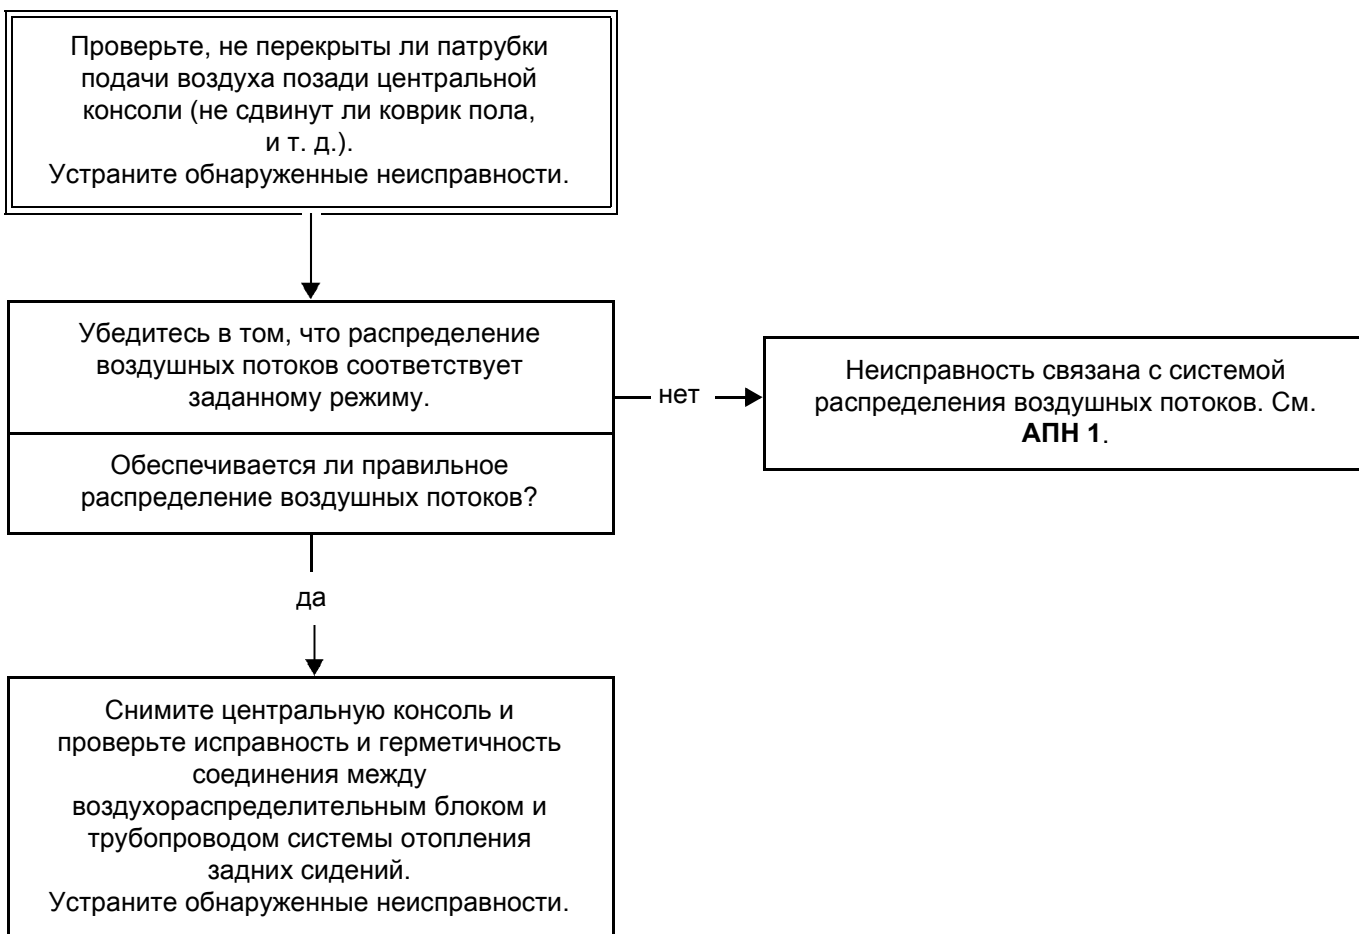 Проверьте, не перекрыты ли патрубки
подачи воздуха позади центральной
консоли (не сдвинут ли коврик пола,
и т. д.).
Устраните обнаруженные неисправности.
Убедитесь в том, что распределение
воздушных потоков соответствует
заданному режиму.
Обеспечивается ли правильное
распределение воздушных потоков?
нет
Неисправность связана с системой
распределения воздушных потоков. См.
АПН 1.
да
Снимите центральную консоль и
проверьте исправность и герметичность
соединения между
воздухораспределительным блоком и
трубопроводом системы отопления
задних сидений.
Устраните обнаруженные неисправности.